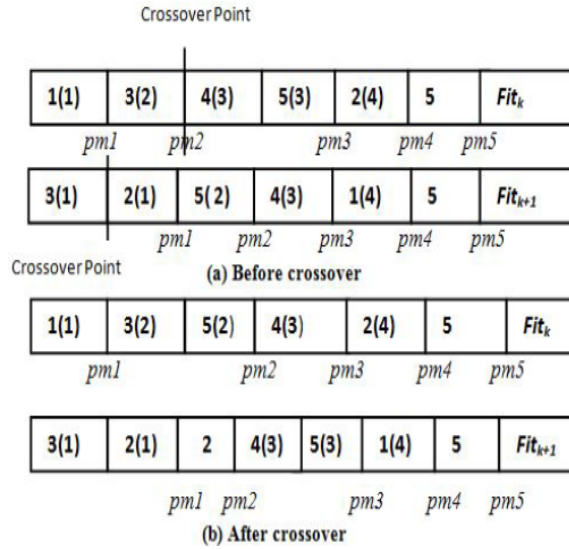 Crossover Point
1(1) 3(2) 4(3) 5(3) 2(4) 5 Fitk
pm1 pm2 pm3 pm4 pm5
3(1) 2(1) 5(2) 4(3) 1(4) 5 Fitk+1
pm1 pm2 pm3 pm4 pm5
Crossover Point
(a) Before crossover
1(1) 3(2) 5(2) 4(3) 2(4) 5 Fitk
pm1 pm2 pm3 pm4 pm5
3(1) 2(1) 2 4(3) 5(3) 1(4) 5 Fitk+1
pm1 pm2 pm3 pm4 pm5
(b) After crossover